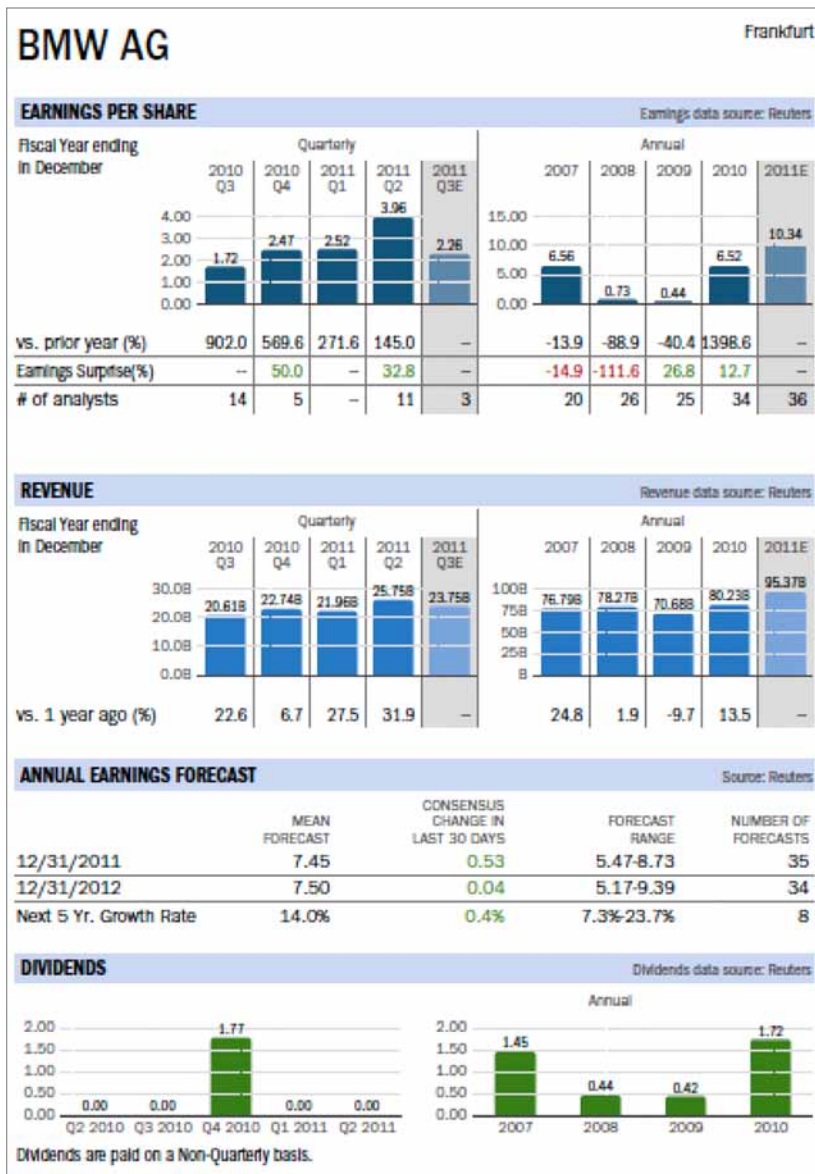 BMW AG
Frankfurt
EARNINGS PER SHARE Earnings data source: Reuters
Fiscal Year ending Quarterly Annual
in December 2010 2010 2011 2011 2011 2007 2008 2009 2010 2011E
Q3 Q4 Q1 Q2 Q3E
4.00 3.96 15.00
3.00 2.47 2.52 2.26 10.00 6.56 6.52 10.34
2.00 1.72 5.00
1.00 0.73 0.44
0.00 0.00
vs. prior year (%) 902.0 569.6 271.6 145.0 – -13.9 -88.9 -40.4 1398.6 –
Earnings Surprise(%) -- 50.0 – 32.8 – -14.9 -111.6 26.8 12.7 –
# of analysts 14 5 – 11 3 20 26 25 34 36
REVENUE Revenue data source: Reuters
Fiscal Year ending Quarterly Annual
in December 2010 2010 2011 2011 2011 2007 2008 2009 2010 2011E
Q3 Q4 Q1 Q2 Q3E
30.0B 20.61B 22.74B 21.96B 25.75B 23.75B 100B 76.79B 78.27B 70.68B 80.23B 95.37B
20.0B 75B
10.0B 50B
0.0B 25B
B
vs. 1 year ago (%) 22.6 6.7 27.5 31.9 – 24.8 1.9 -9.7 13.5 –
ANNUAL EARNINGS FORECAST Source: Reuters
CONSENSUS
MEAN CHANGE IN FORECAST NUMBER OF
FORECAST LAST 30 DAYS RANGE FORECASTS
12/31/2011 7.45 0.53 5.47-8.73 35
12/31/2012 7.50 0.04 5.17-9.39 34
Next 5 Yr. Growth Rate 14.0% 0.4% 7.3%-23.7% 8
DIVIDENDS Dividends data source: Reuters
Annual
2.00 1.77 2.00 1.72
1.50 1.50 1.45
1.00 1.00
0.50 0.00 0.00 0.00 0.00 0.50 0.44 0.42
0.00 0.00
Q2 2010 Q3 2010 Q4 2010 Q1 2011 Q2 2011 2007 2008 2009 2010
Dividends are paid on a Non-Quarterly basis.